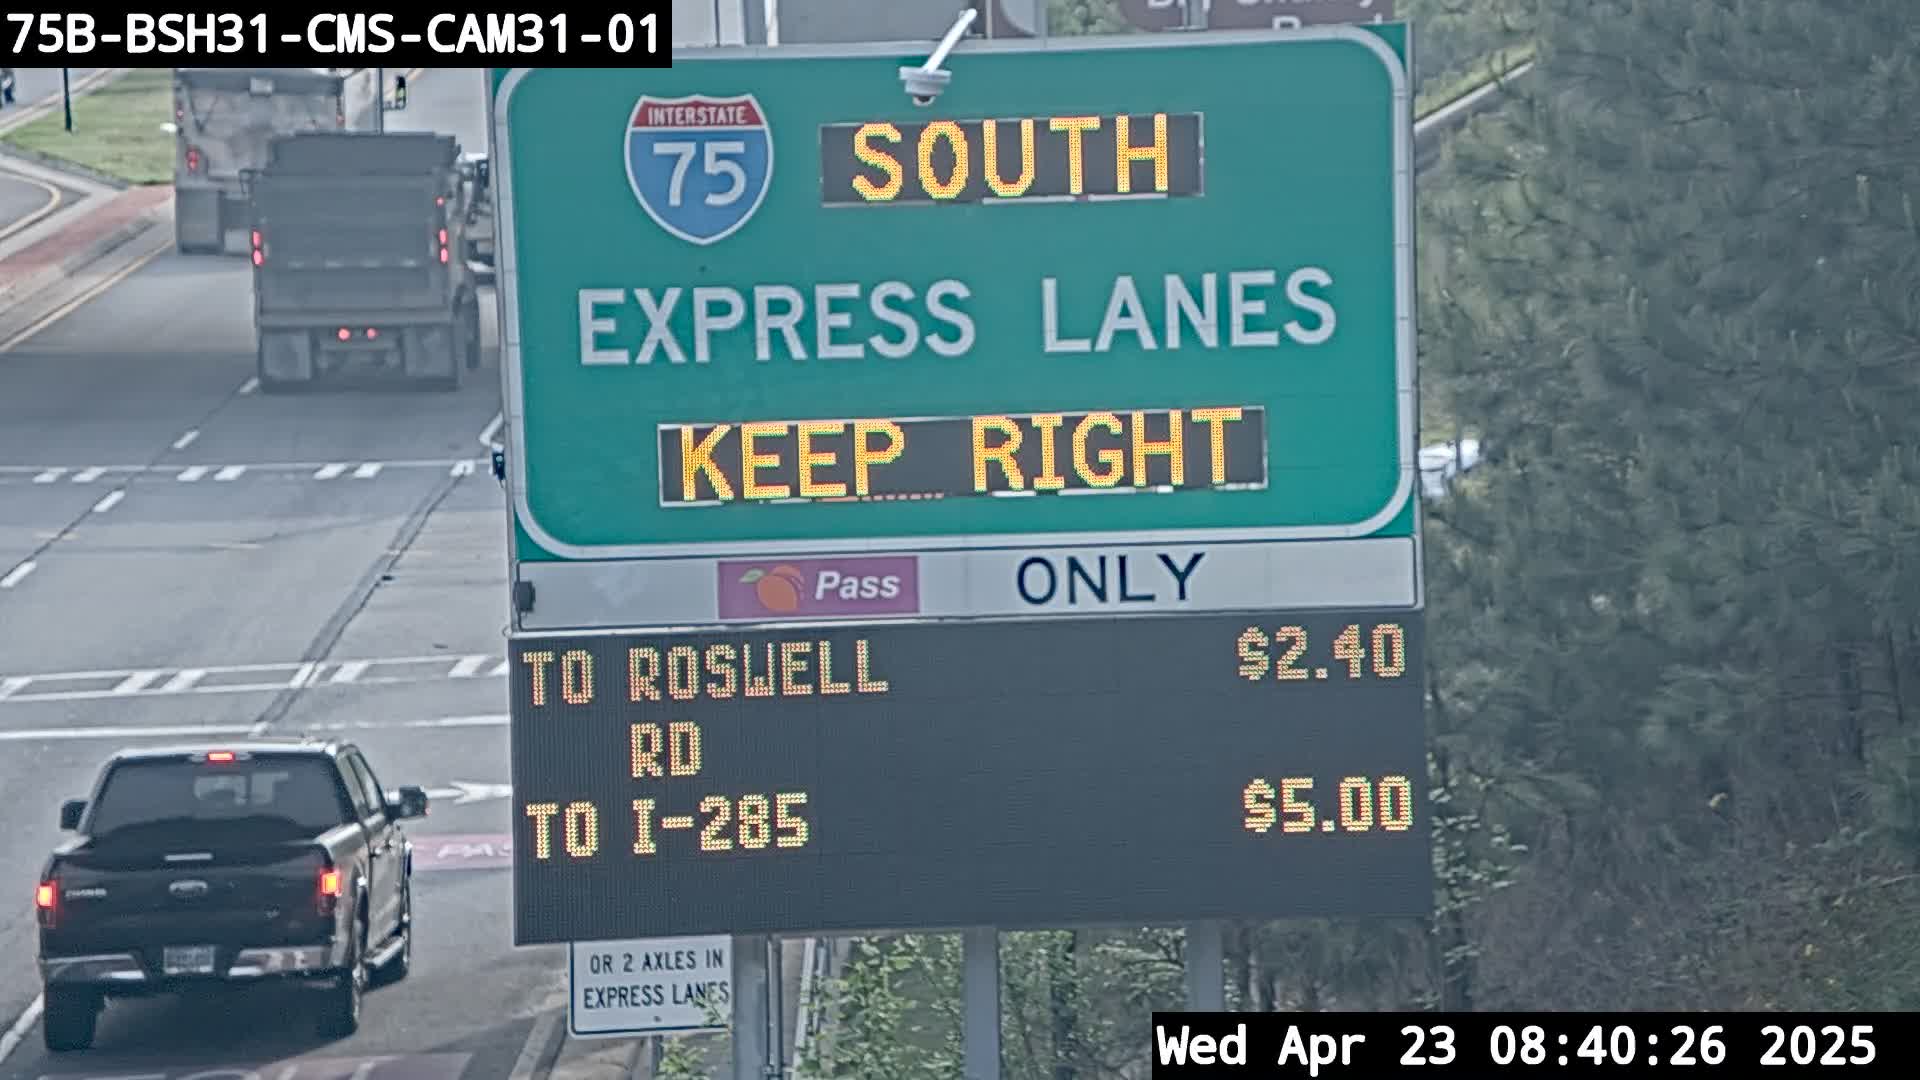 75B-BSH31-CMS-CAM31-01
INTERSTATE
75
SOUTH
EXPRESS LANES
KEEP RIGHT
Pass ONLY
TO ROSWELL $2.40
RD
TO I-285 $5.00
OR 2 AXLES IN
EXPRESS LANES
Wed Apr 23 08:40:26 2025